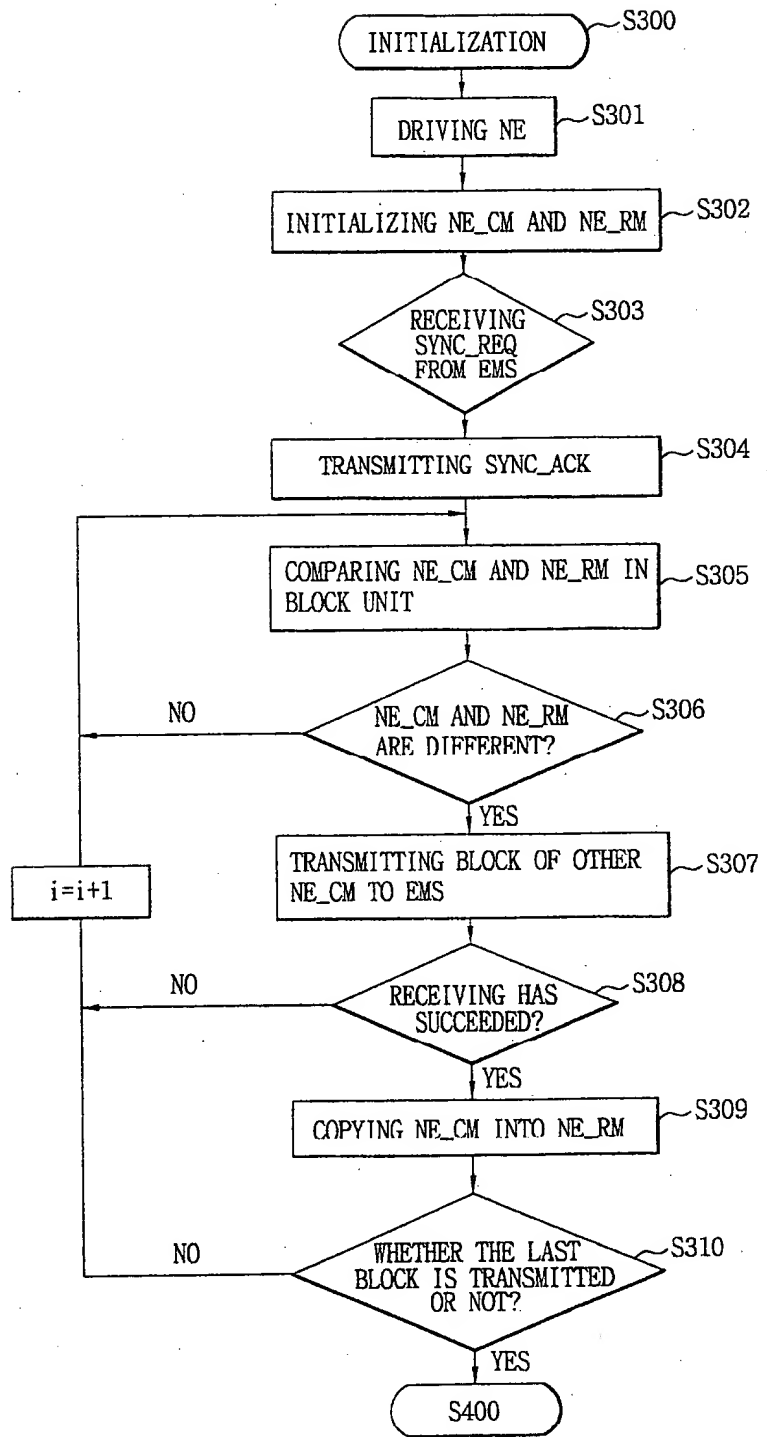 INITIALIZATION
S300
DRIVING NE
S301
INITIALIZING NE_CM AND NE_RM
S302
RECEIVING
SYNC_REQ
FROM EMS
S303
TRANSMITTING SYNC_ACK
S304
COMPARING NE_CM AND NE_RM IN
BLOCK UNIT
S305
NE_CM AND NE_RM
ARE DIFFERENT?
S306
NO
YES
TRANSMITTING BLOCK OF OTHER
NE_CM TO EMS
S307
i=i+1
RECEIVING HAS
SUCCEEDED?
S308
NO
YES
COPYING NE_CM INTO NE_RM
S309
WHETHER THE LAST
BLOCK IS TRANSMITTED
OR NOT?
S310
NO
YES
S400